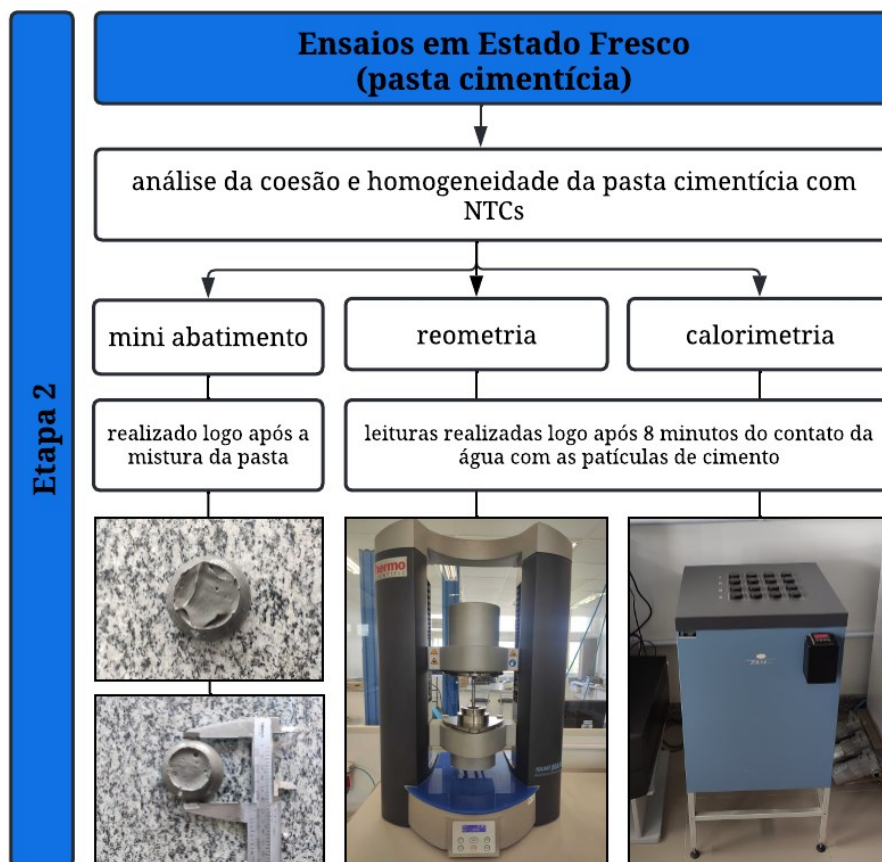 Ensaios em Estado Fresco
(pasta cimentícia)
Etapa 2
análise da coesão e homogeneidade da pasta cimentícia com
NTCs
mini abatimento
reometria
calorimetria
realizado logo após a
mistura da pasta
leituras realizadas logo após 8 minutos do contato da
água com as patículas de cimento